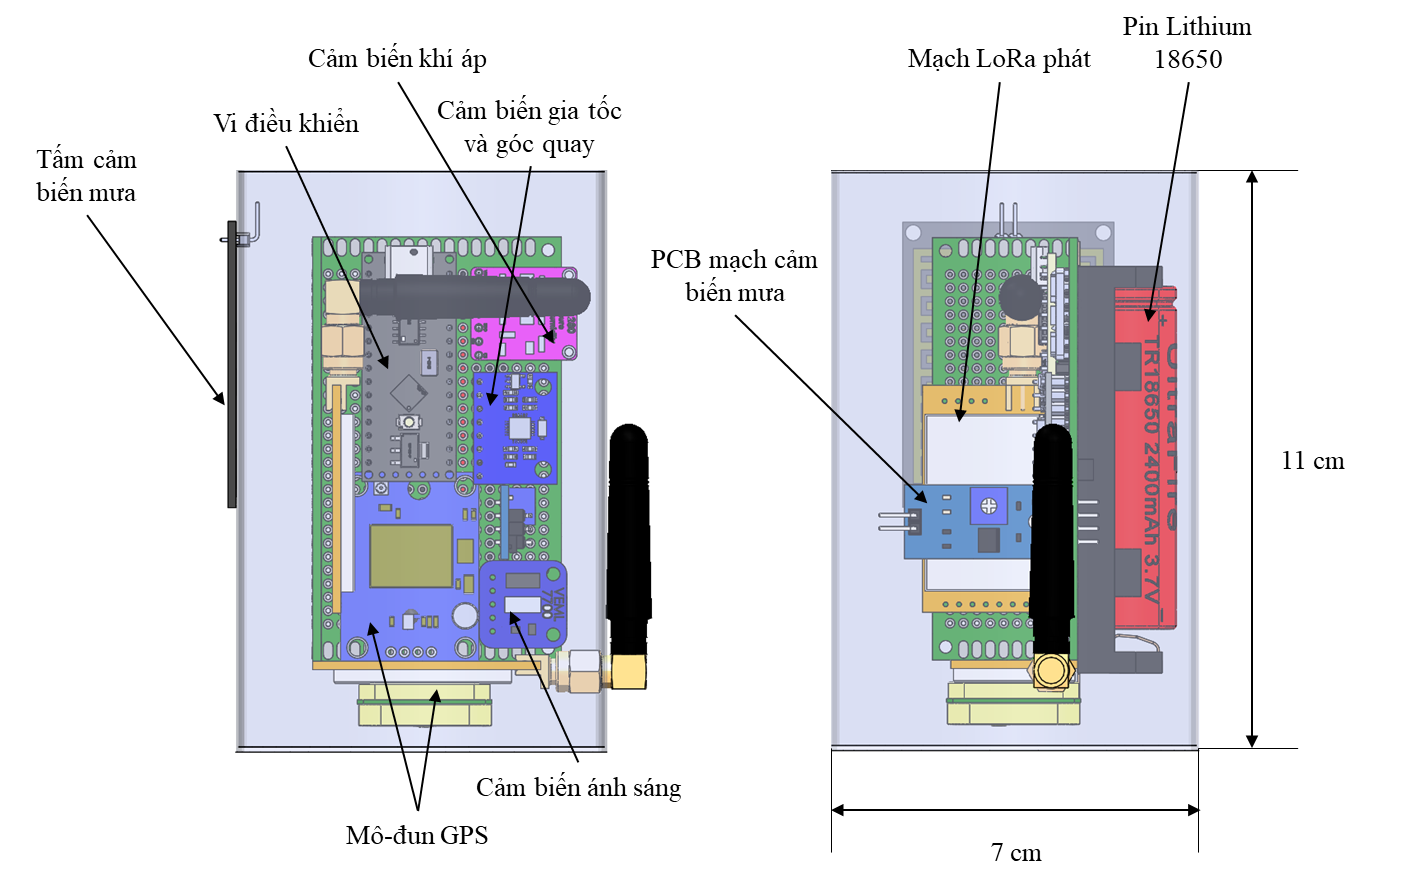 Pin Lithium
18650
Cảm biến khí áp
Mạch LoRa phát
Cảm biến gia tốc
và góc quay
Vi điều khiển
Tấm cảm
biến mưa
PCB mạch cảm
biến mưa
TR18650 2400mAh 3.7V
11 cm
VEML
7700
Cảm biến ánh sáng
Mô-đun GPS
7 cm